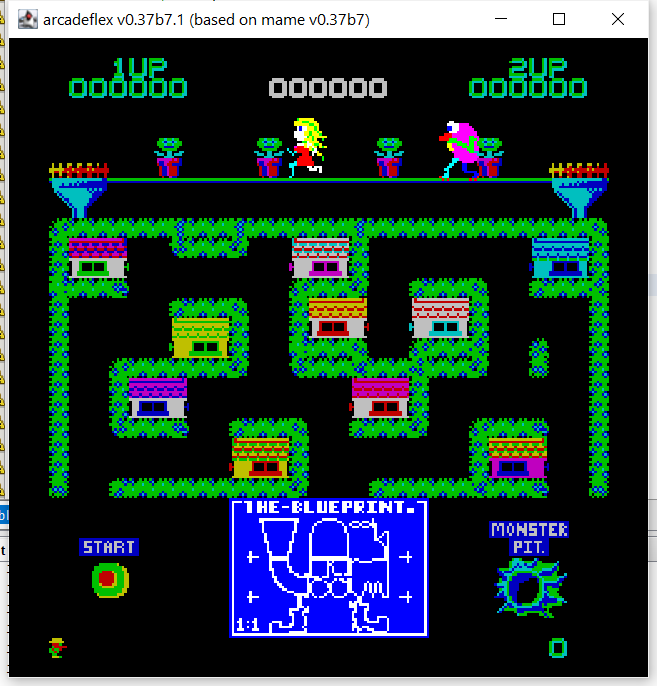 arcadeflex v0.37b7.1 (based on mame v0.37b7)
1UP 2UP
000000 000000 000000
THE-BLUEPRINT.
MONSTER
PIT.
START
1:1
0